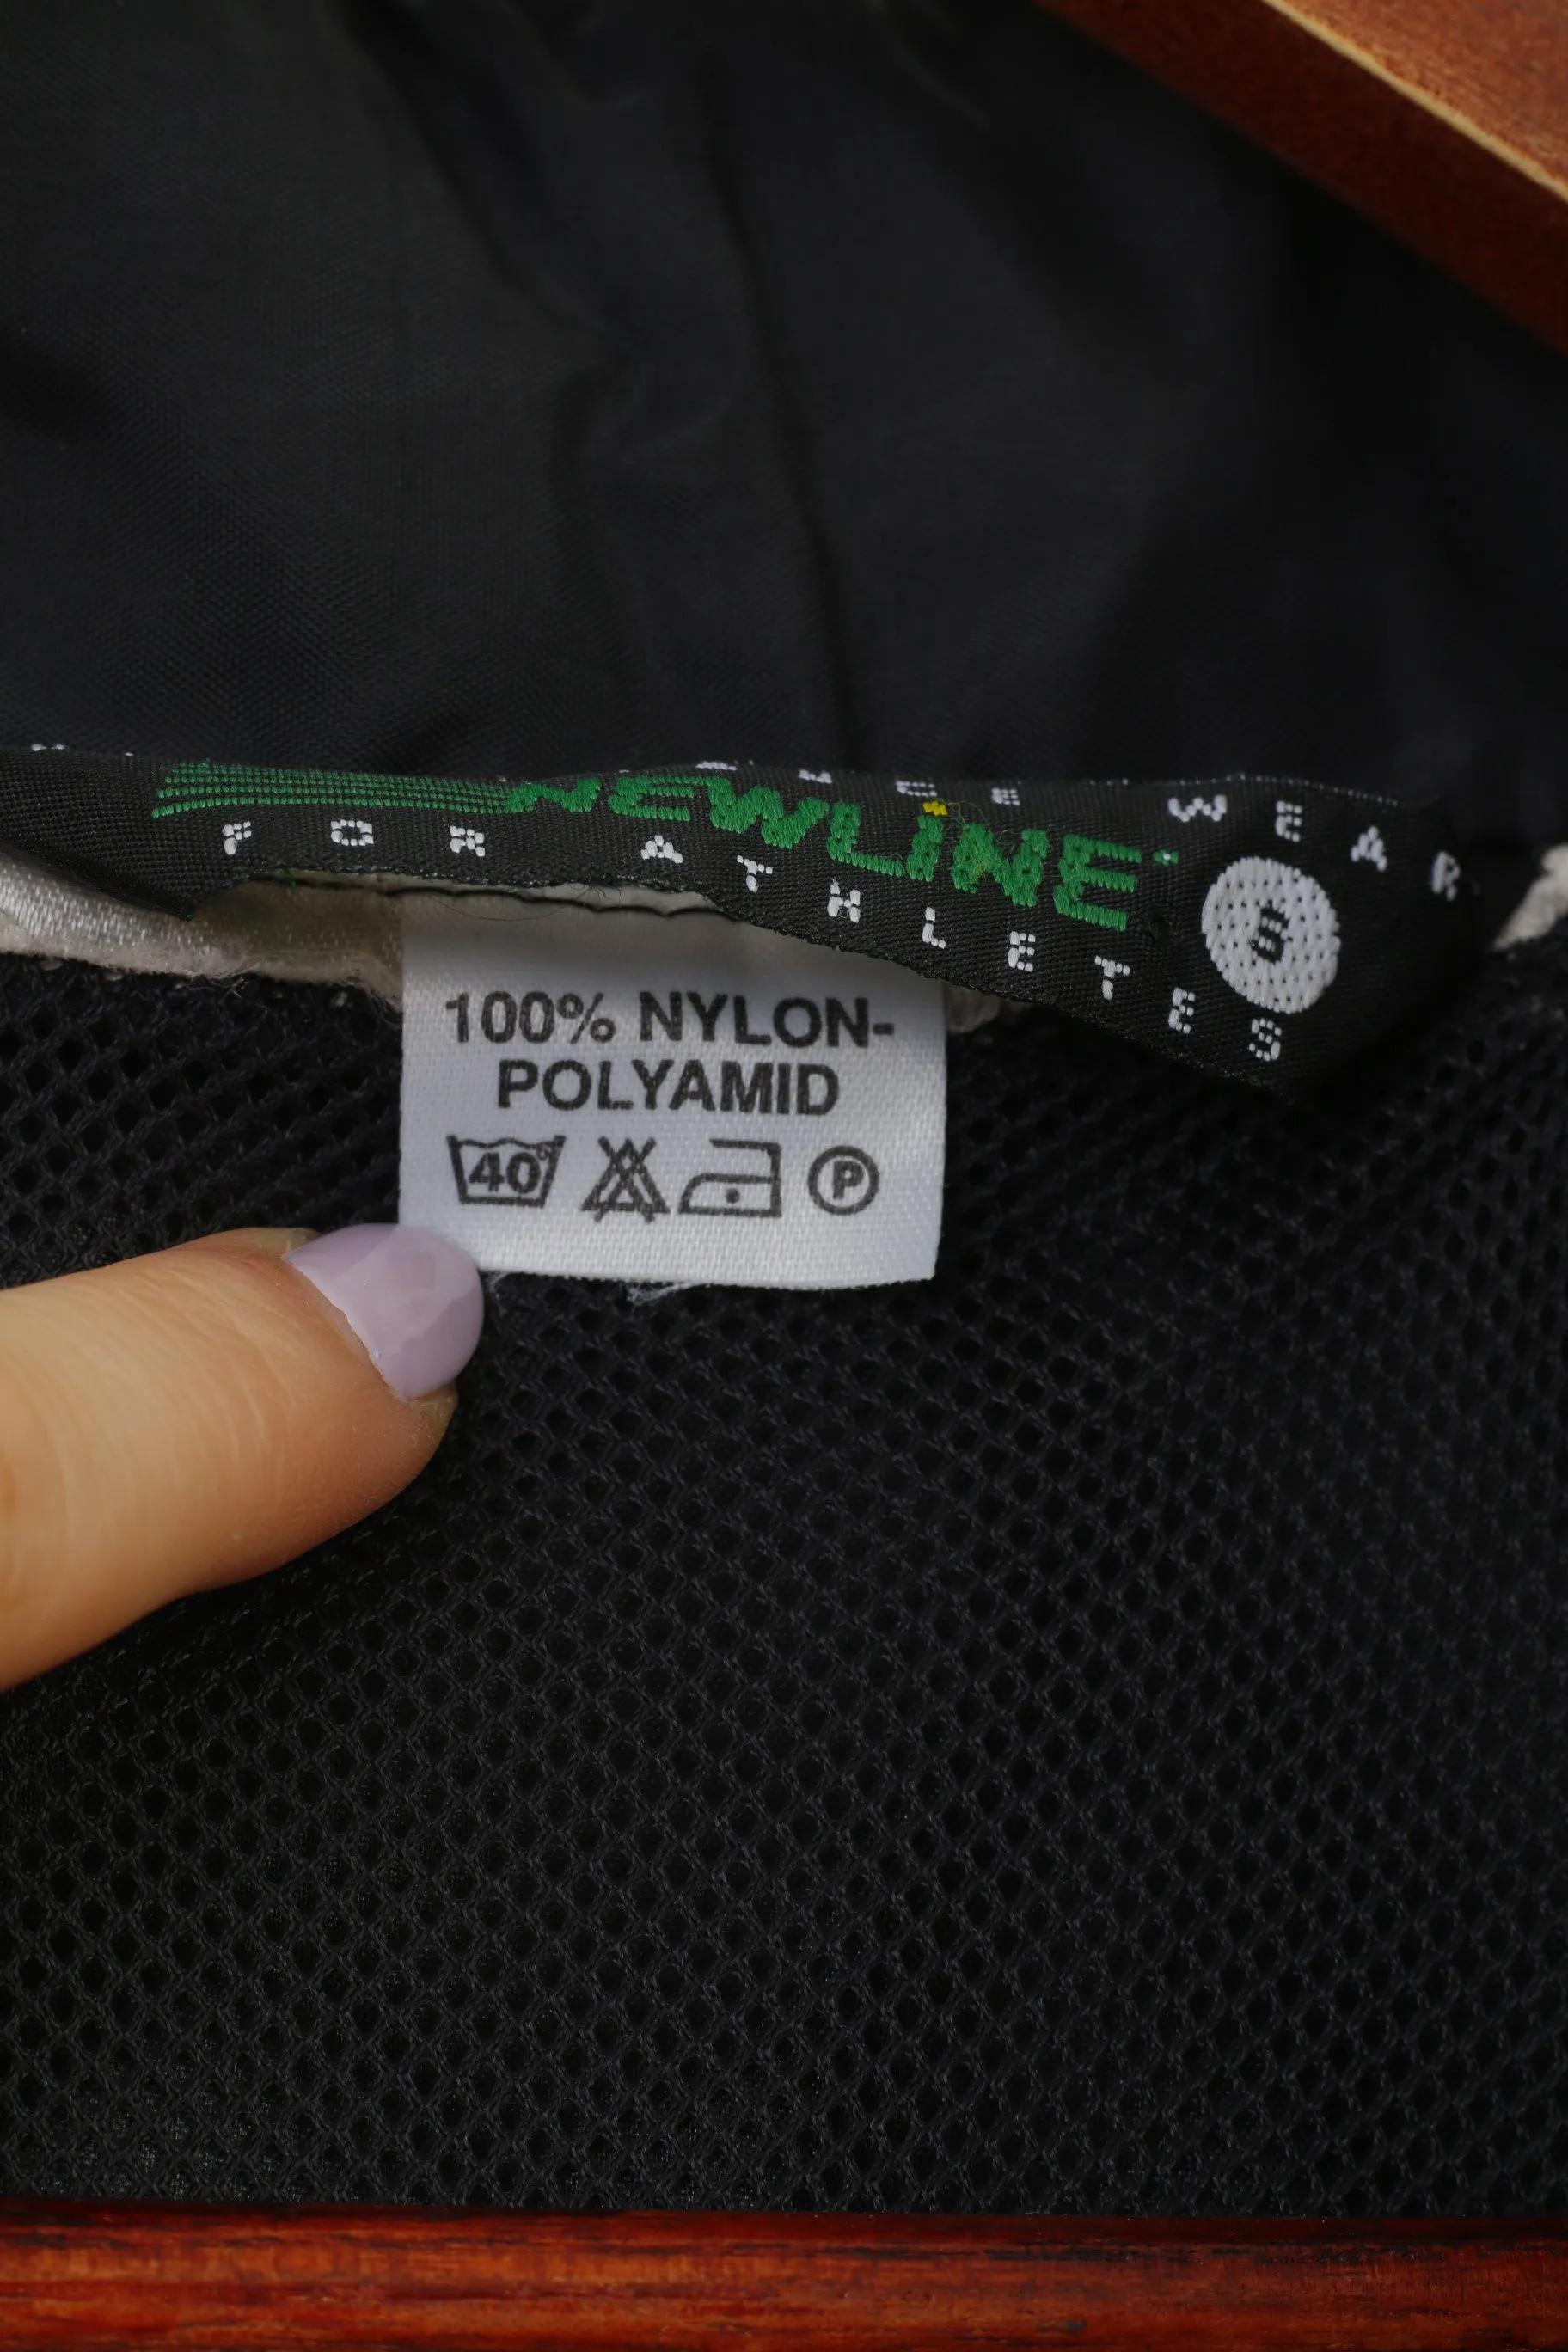 NEWLINE
WEAR
FOR ATHLETES
S
100% NYLON-
POLYAMID
40°
P